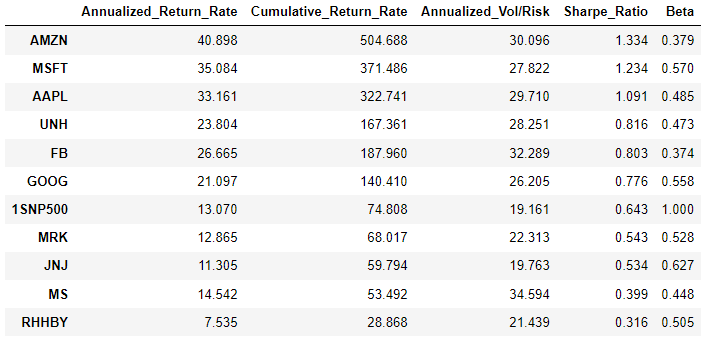 Annualized_Return_Rate Cumulative_Return_Rate Annualized_Vol/Risk Sharpe_Ratio Beta
AMZN 40.898 504.688 30.096 1.334 0.379
MSFT 35.084 371.486 27.822 1.234 0.570
AAPL 33.161 322.741 29.710 1.091 0.485
UNH 23.804 167.361 28.251 0.816 0.473
FB 26.665 187.960 32.289 0.803 0.374
GOOG 21.097 140.410 26.205 0.776 0.558
1SNP500 13.070 74.808 19.161 0.643 1.000
MRK 12.865 68.017 22.313 0.543 0.528
JNJ 11.305 59.794 19.763 0.534 0.627
MS 14.542 53.492 34.594 0.399 0.448
RHHBY 7.535 28.868 21.439 0.316 0.505